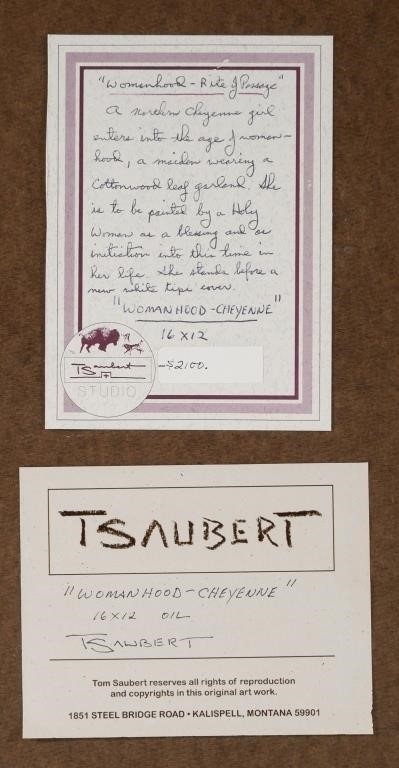 "Womanhood - Rite of Passage"
A northern Cheyenne girl
enters into the age of woman-
hood, a maiden wearing a
Cottonwood leaf garland. She
is to be painted by a Holy
Woman as a blessing and as
initiation into this time in
her life. She stands before a
new white tipi cover.
"WOMANHOOD-CHEYENNE"
16 x 12
TSaubert
STUDIO
-$2100.
TSAUBERT
"WOMANHOOD-CHEYENNE"
16 x 12 OIL
TSAUBERT
Tom Saubert reserves all rights of reproduction
and copyrights in this original art work.
1851 STEEL BRIDGE ROAD • KALISPELL, MONTANA 59901